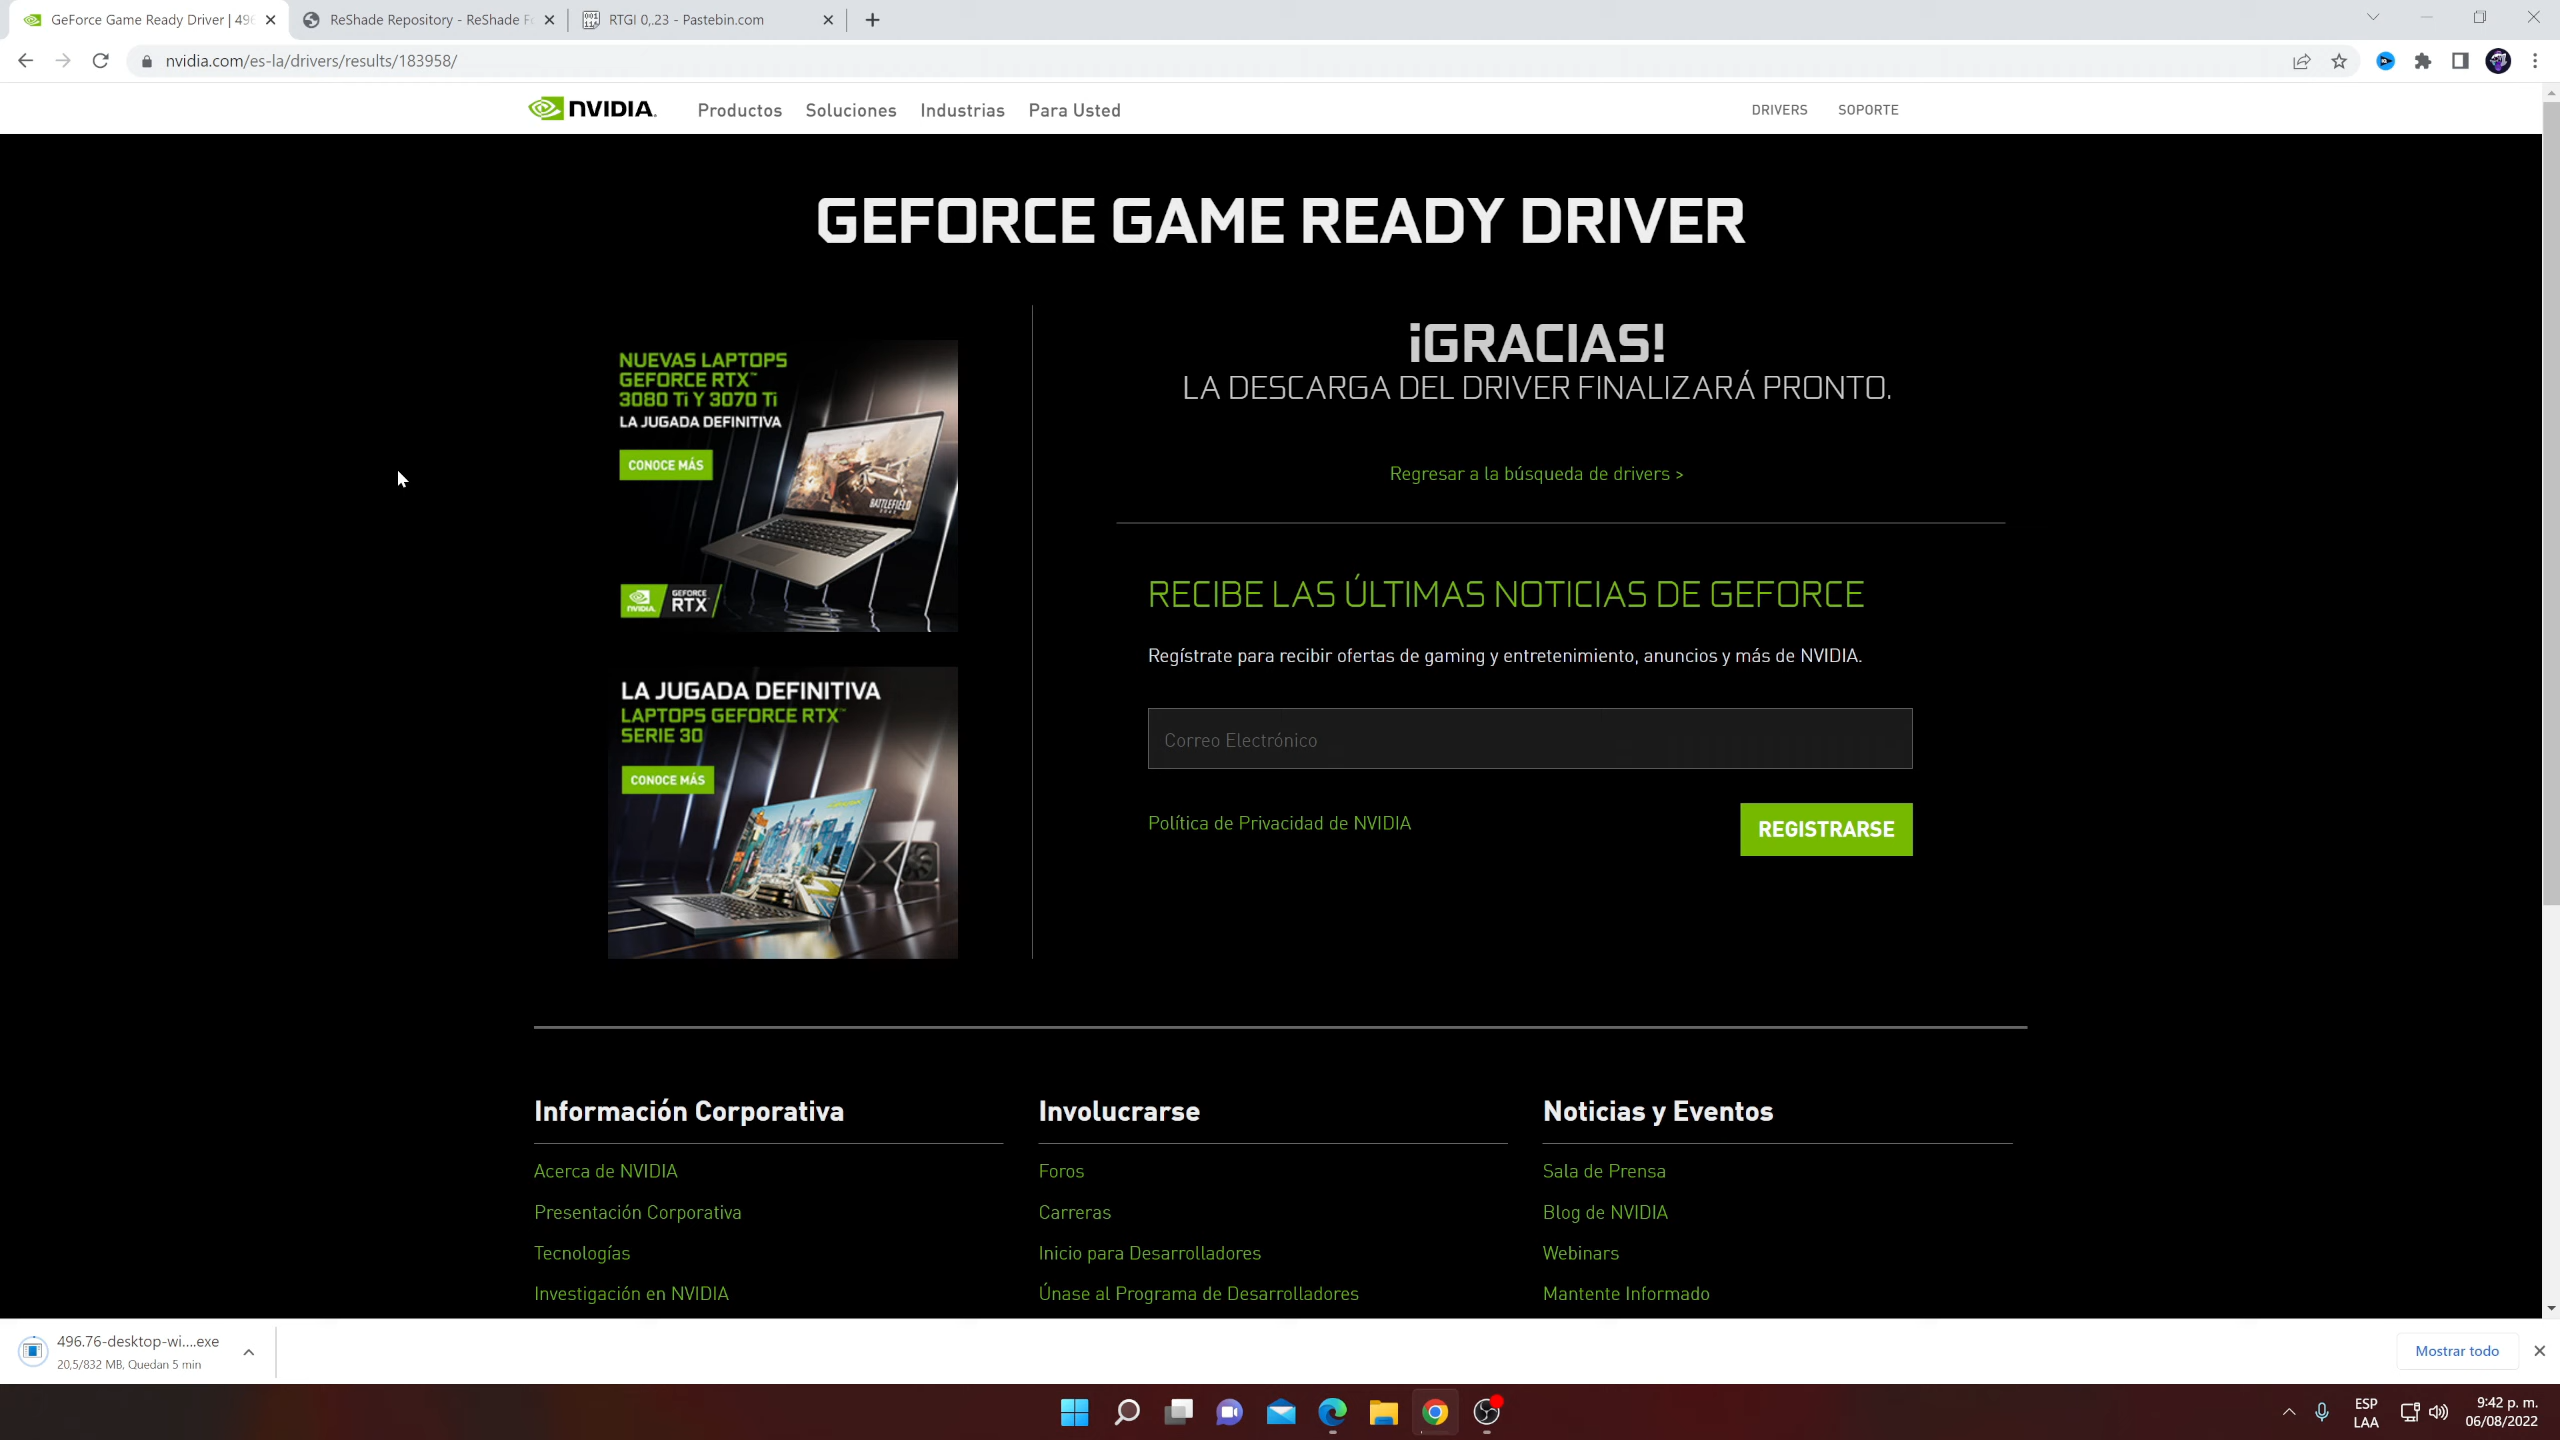 GeForce Game Ready Driver | 496
ReShade Repository - ReShade Fo
RTGI 0,.23 - Pastebin.com
nvidia.com/es-la/drivers/results/183958/
NVIDIA.
Productos
Soluciones
Industrias
Para Usted
DRIVERS
SOPORTE
GEFORCE GAME READY DRIVER
NUEVAS LAPTOPS
GEFORCE RTX™
3080 Ti Y 3070 Ti
LA JUGADA DEFINITIVA
CONOCE MÁS
BATTLEFIELD
NVIDIA.
GEFORCE
RTX
LA JUGADA DEFINITIVA
LAPTOPS GEFORCE RTX™
SERIE 30
CONOCE MÁS
¡GRACIAS!
LA DESCARGA DEL DRIVER FINALIZARÁ PRONTO.
Regresar a la búsqueda de drivers >
RECIBE LAS ÚLTIMAS NOTICIAS DE GEFORCE
Regístrate para recibir ofertas de gaming y entretenimiento, anuncios y más de NVIDIA.
Correo Electrónico
Política de Privacidad de NVIDIA
REGISTRARSE
Información Corporativa
Acerca de NVIDIA
Presentación Corporativa
Tecnologías
Investigación en NVIDIA
Involucrarse
Foros
Carreras
Inicio para Desarrolladores
Únase al Programa de Desarrolladores
Noticias y Eventos
Sala de Prensa
Blog de NVIDIA
Webinars
Mantente Informado
496.76-desktop-wi....exe
20,5/832 MB, Quedan 5 min
Mostrar todo
ESP
LAA
9:42 p. m.
06/08/2022